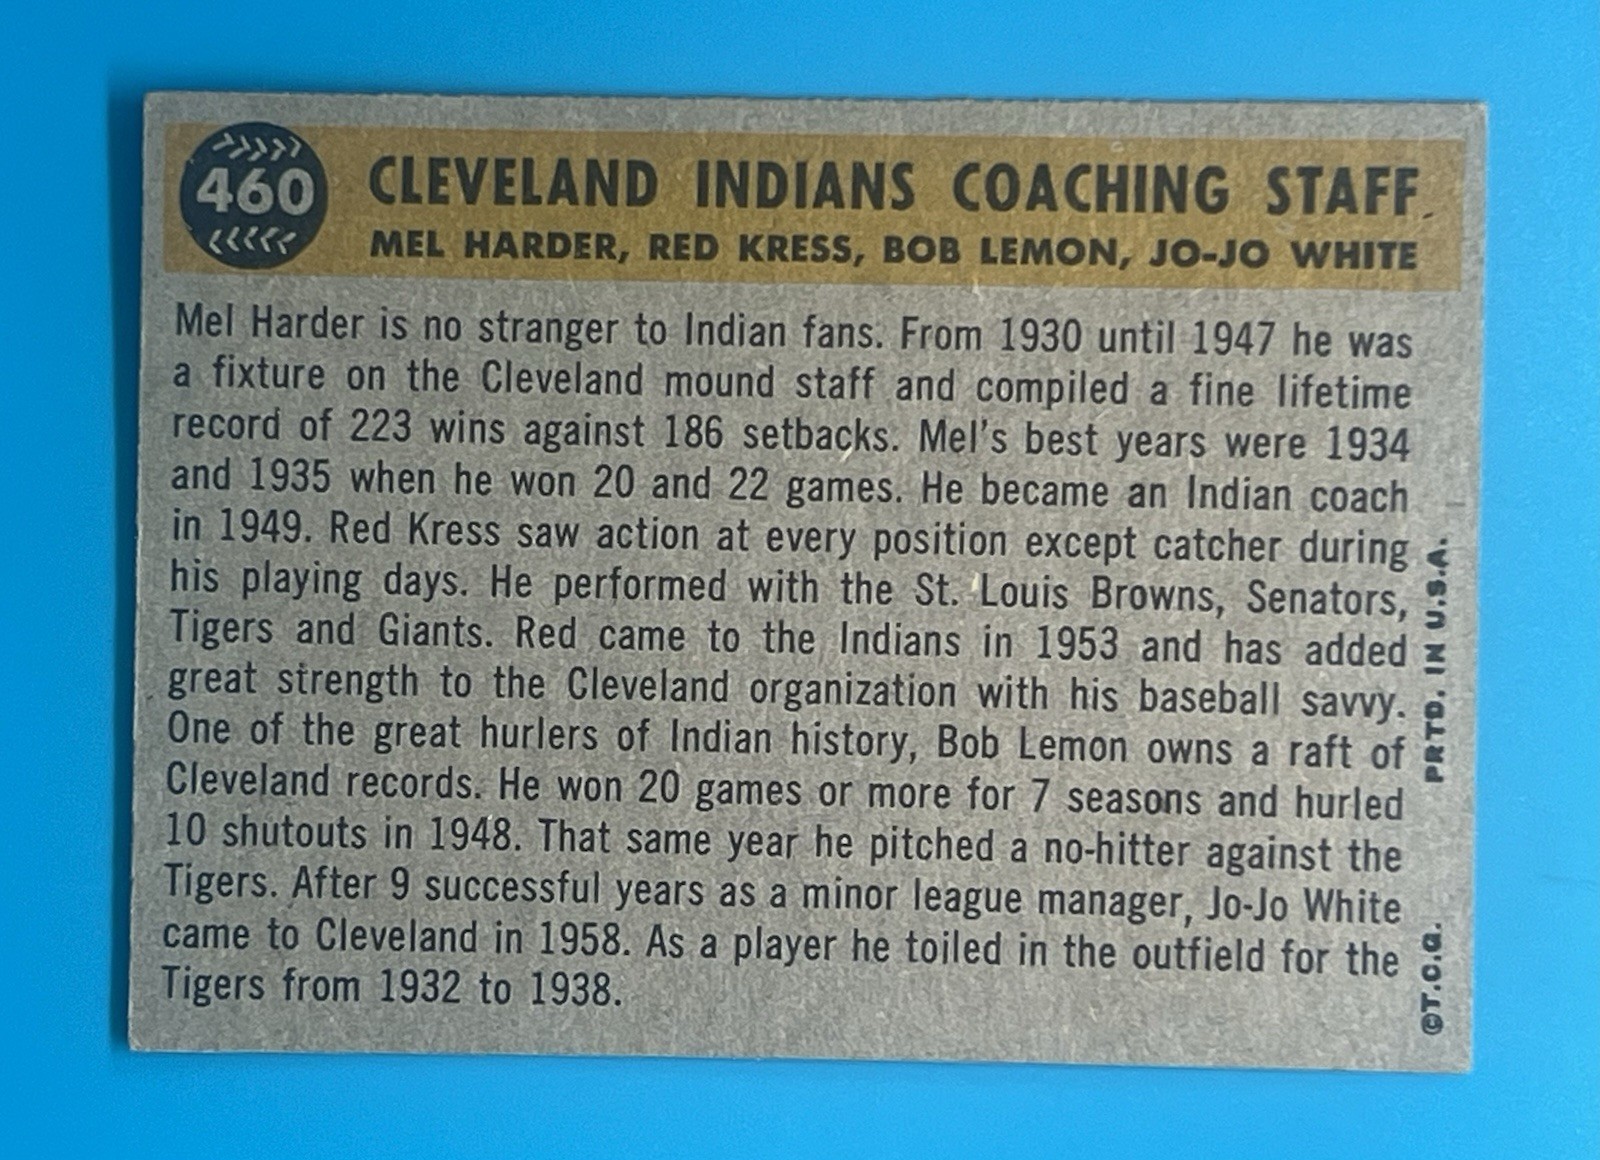 460
CLEVELAND INDIANS COACHING STAFF
MEL HARDER, RED KRESS, BOB LEMON, JO-JO WHITE
Mel Harder is no stranger to Indian fans. From 1930 until 1947 he was
a fixture on the Cleveland mound staff and compiled a fine lifetime
record of 223 wins against 186 setbacks. Mel's best years were 1934
and 1935 when he won 20 and 22 games. He became an Indian coach
in 1949. Red Kress saw action at every position except catcher during
his playing days. He performed with the St. Louis Browns, Senators,
Tigers and Giants. Red came to the Indians in 1953 and has added
great strength to the Cleveland organization with his baseball savvy.
One of the great hurlers of Indian history, Bob Lemon owns a raft of
Cleveland records. He won 20 games or more for 7 seasons and hurled
10 shutouts in 1948. That same year he pitched a no-hitter against the
Tigers. After 9 successful years as a minor league manager, Jo-Jo White
came to Cleveland in 1958. As a player he toiled in the outfield for the
Tigers from 1932 to 1938.
©T.C.G. PRTD. IN U.S.A.